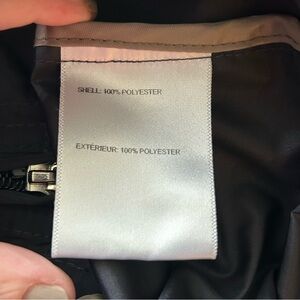 SHELL: 100% POLYESTER
EXTÉRIEUR: 100% POLYESTER